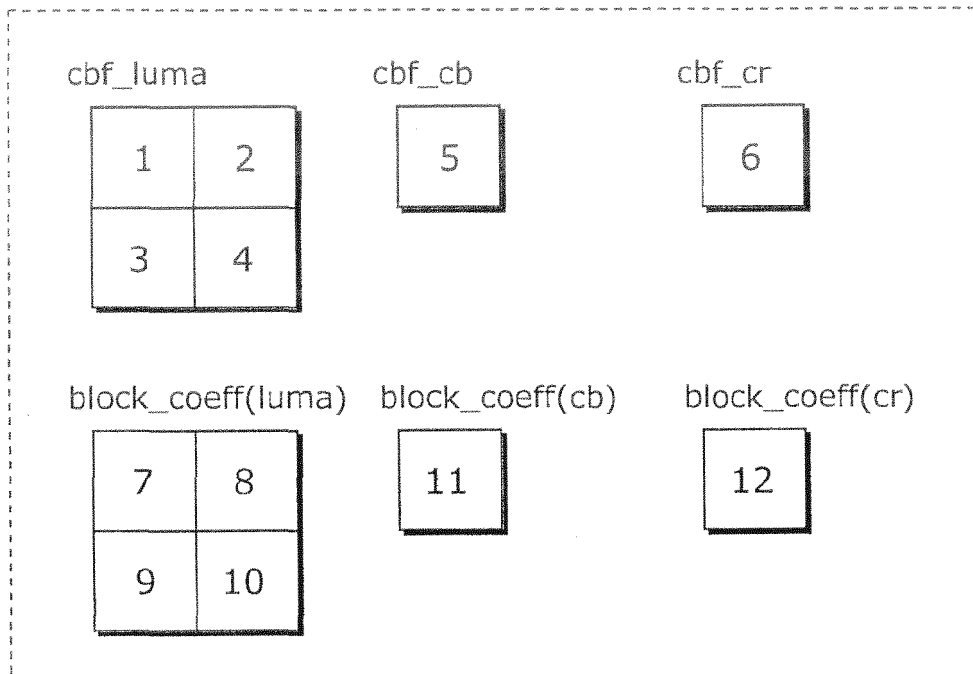 cbf_luma cbf_cb cbf_cr
1 2 5 6
3 4
block_coeff(luma) block_coeff(cb) block_coeff(cr)
7 8 11 12
9 10